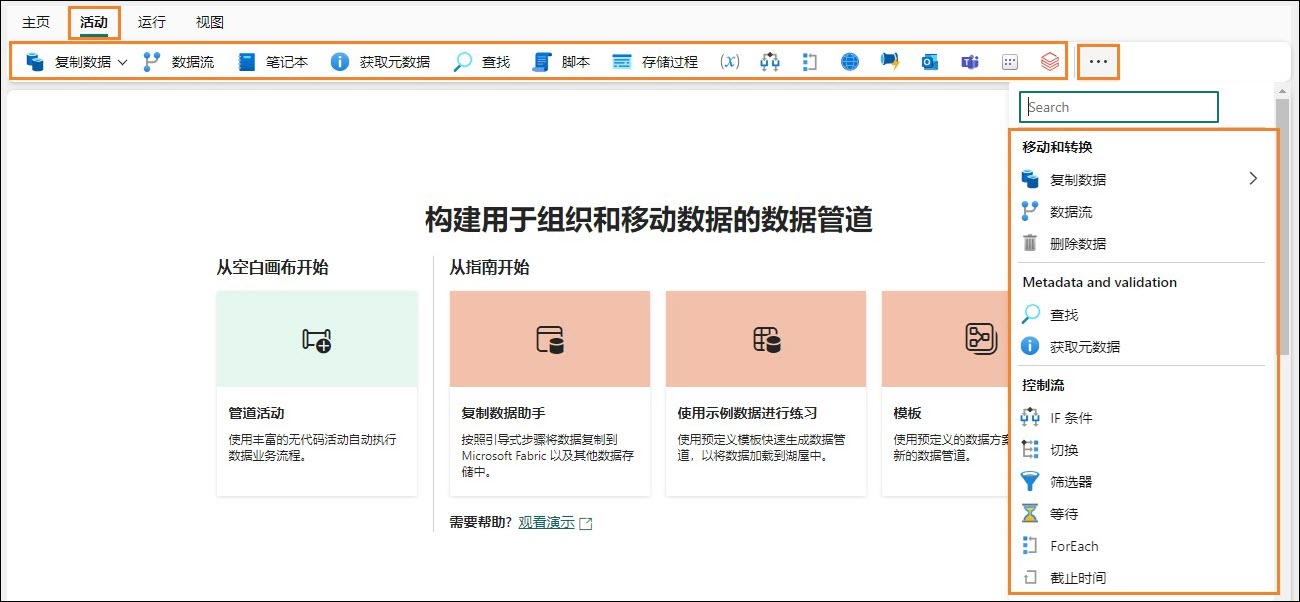 主页 活动 运行 视图
复制数据 数据流 笔记本 获取元数据 查找 脚本 存储过程 (x) ...
Search
移动和转换
复制数据
数据流
删除数据
Metadata and validation
查找
获取元数据
控制流
IF 条件
切换
筛选器
等待
ForEach
截止时间
构建用于组织和移动数据的数据管道
从空白画布开始
管道活动
使用丰富的无代码活动自动执行
数据业务流程。
从指南开始
复制数据助手
按照引导式步骤将数据复制到
Microsoft Fabric 以及其他数据存
储中。
使用示例数据进行练习
使用预定义模板快速生成数据管
道，以将数据加载到湖屋中。
模板
使用预定义的数据方案
新的数据管道。
需要帮助? 观看演示